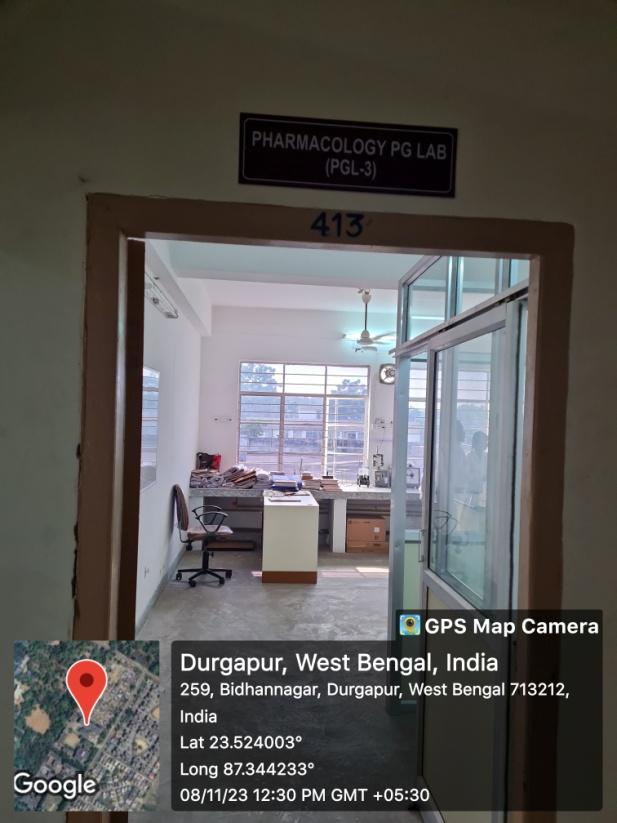 PHARMACOLOGY PG LAB
(PGL-3)
413
GPS Map Camera
Durgapur, West Bengal, India
259, Bidhannagar, Durgapur, West Bengal 713212,
India
Lat 23.524003°
Long 87.344233°
08/11/23 12:30 PM GMT +05:30
Google